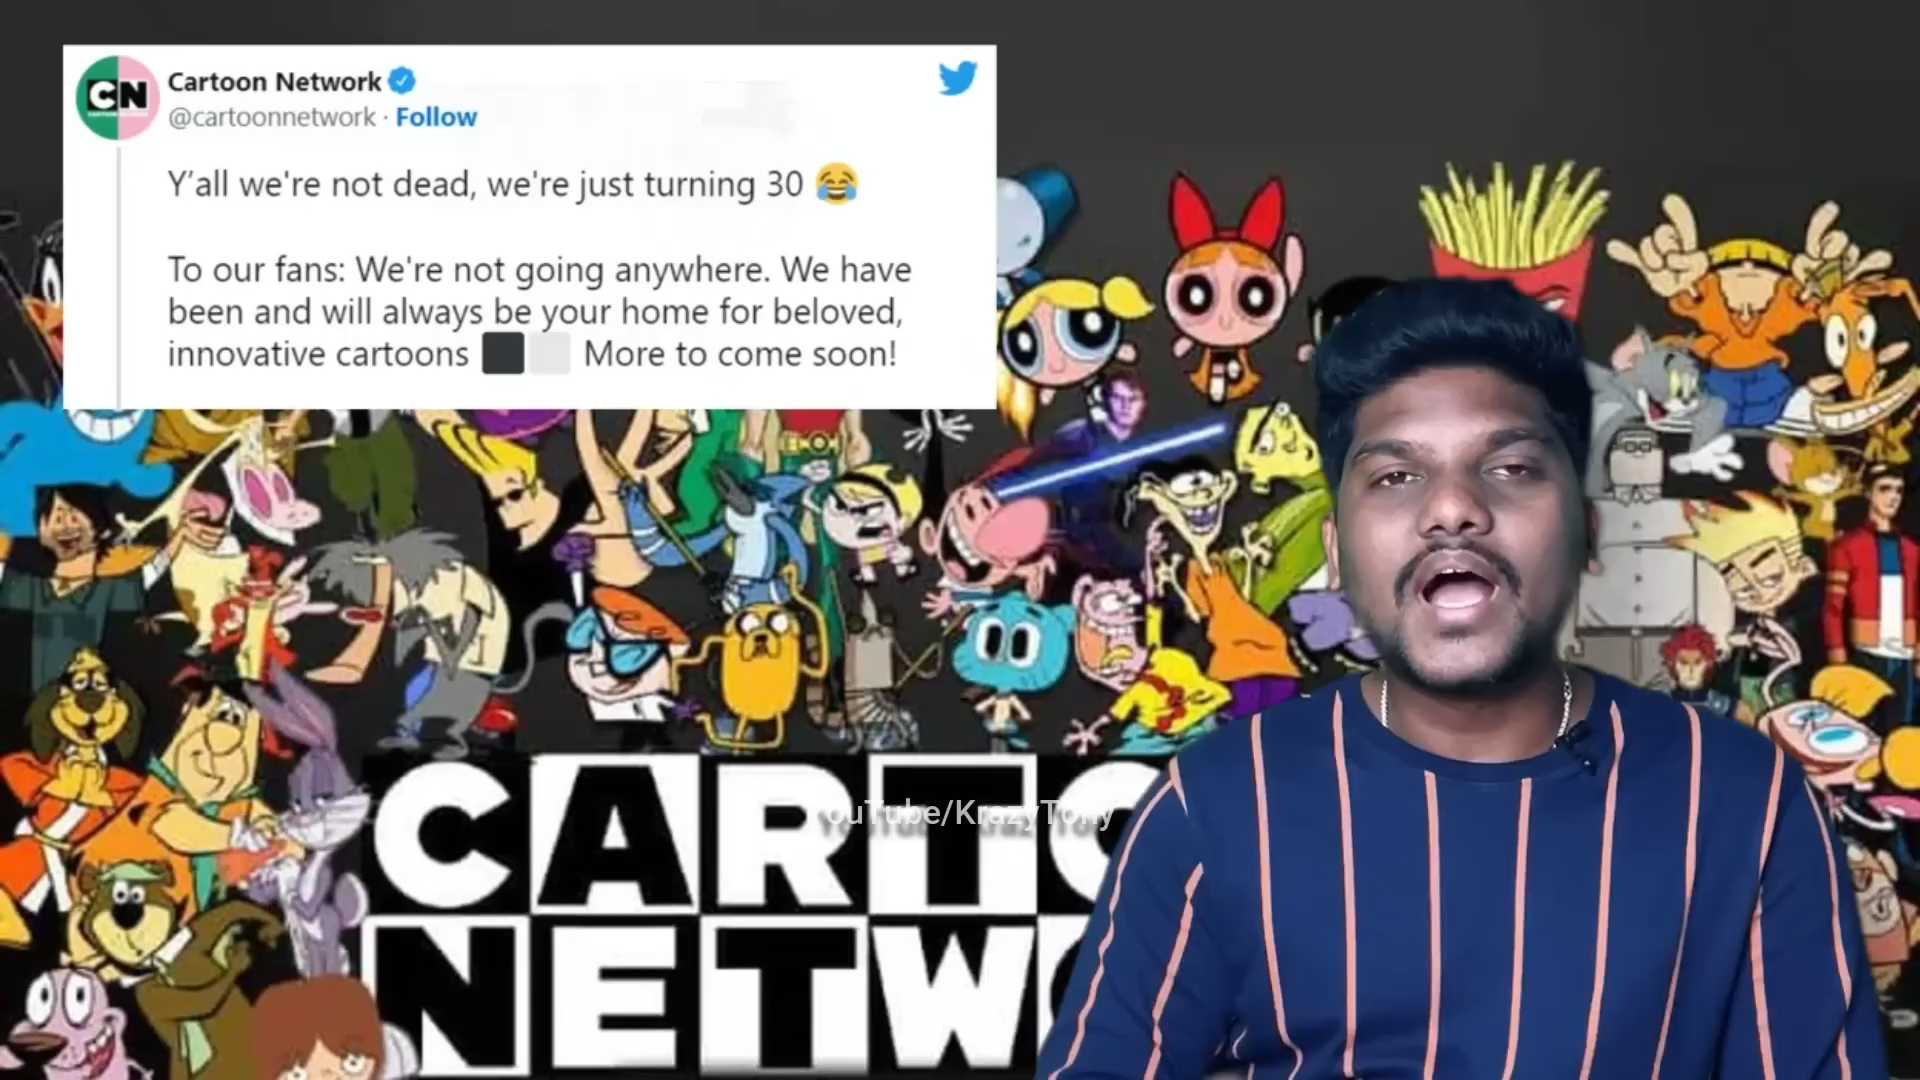 CN
Cartoon Network
@cartoonnetwork · Follow
Y’all we're not dead, we're just turning 30 😂
To our fans: We're not going anywhere. We have
been and will always be your home for beloved,
innovative cartoons ⬛⬜ More to come soon!
YouTube/KrazyTony
CARTO
NETW